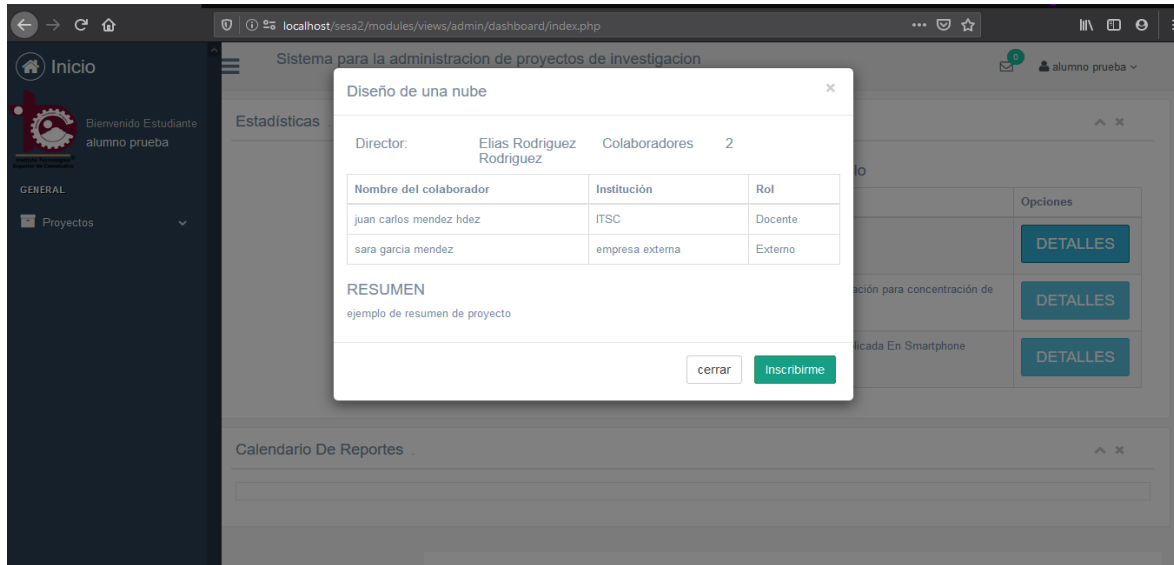 localhost/sesa2/modules/views/admin/dashboard/index.php
Inicio
Sistema para la administracion de proyectos de investigacion
0
alumno prueba
Bienvenido Estudiante
alumno prueba
GENERAL
Proyectos
Estadísticas
Diseño de una nube
Director: Elias Rodriguez Rodriguez Colaboradores 2
Nombre del colaborador Institución Rol
juan carlos mendez hdez ITSC Docente
sara garcia mendez empresa externa Externo
RESUMEN
ejemplo de resumen de proyecto
cerrar Inscribirme
Opciones
DETALLES
para concentración de
DETALLES
En Smartphone
DETALLES
Calendario De Reportes